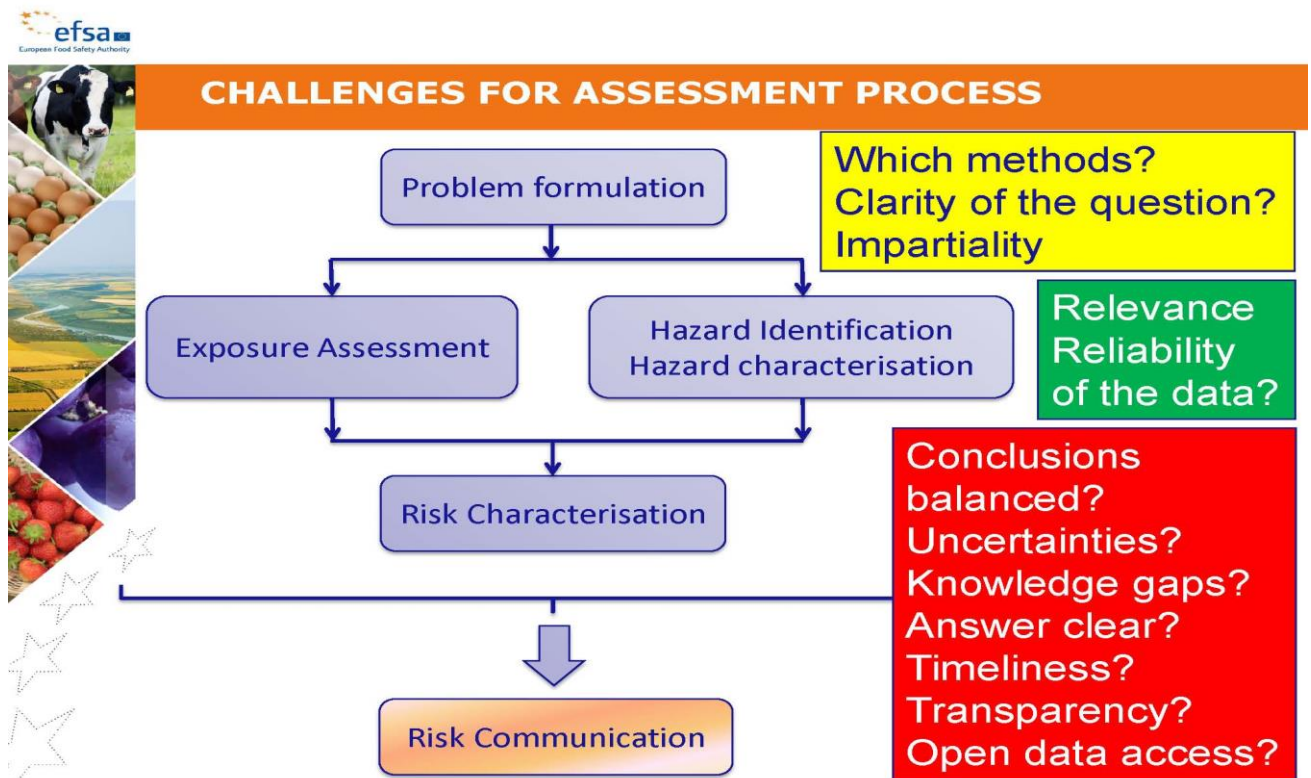 efsa
European Food Safety Authority
CHALLENGES FOR ASSESSMENT PROCESS
Problem formulation
Which methods?
Clarity of the question?
Impartiality
Exposure Assessment
Hazard Identification
Hazard characterisation
Relevance
Reliability
of the data?
Risk Characterisation
Conclusions
balanced?
Uncertainties?
Knowledge gaps?
Answer clear?
Timeliness?
Transparency?
Open data access?
Risk Communication